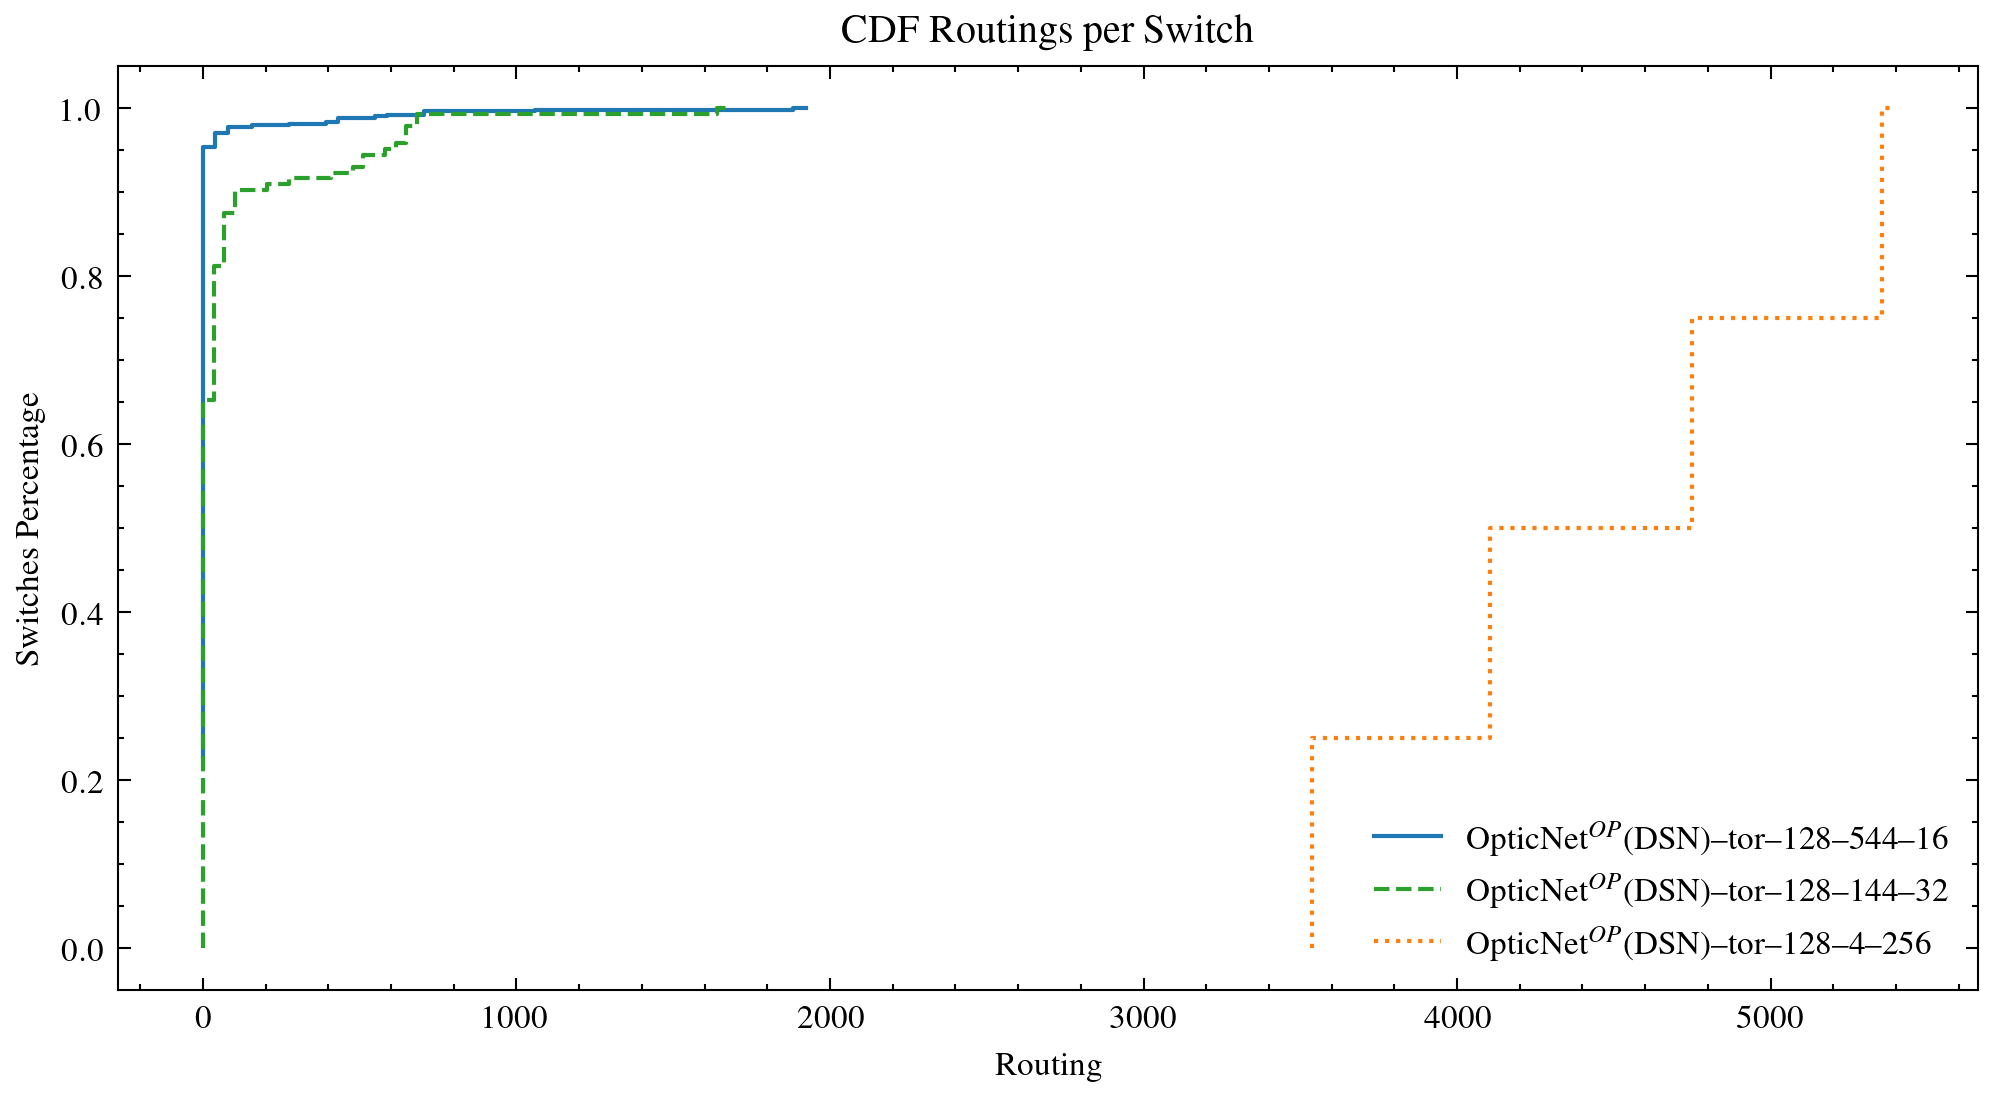 CDF Routings per Switch
1.0
0.8
0.6
0.4
0.2
0.0
Switches Percentage
OpticNet^OP(DSN)–tor–128–544–16
OpticNet^OP(DSN)–tor–128–144–32
OpticNet^OP(DSN)–tor–128–4–256
0 1000 2000 3000 4000 5000
Routing